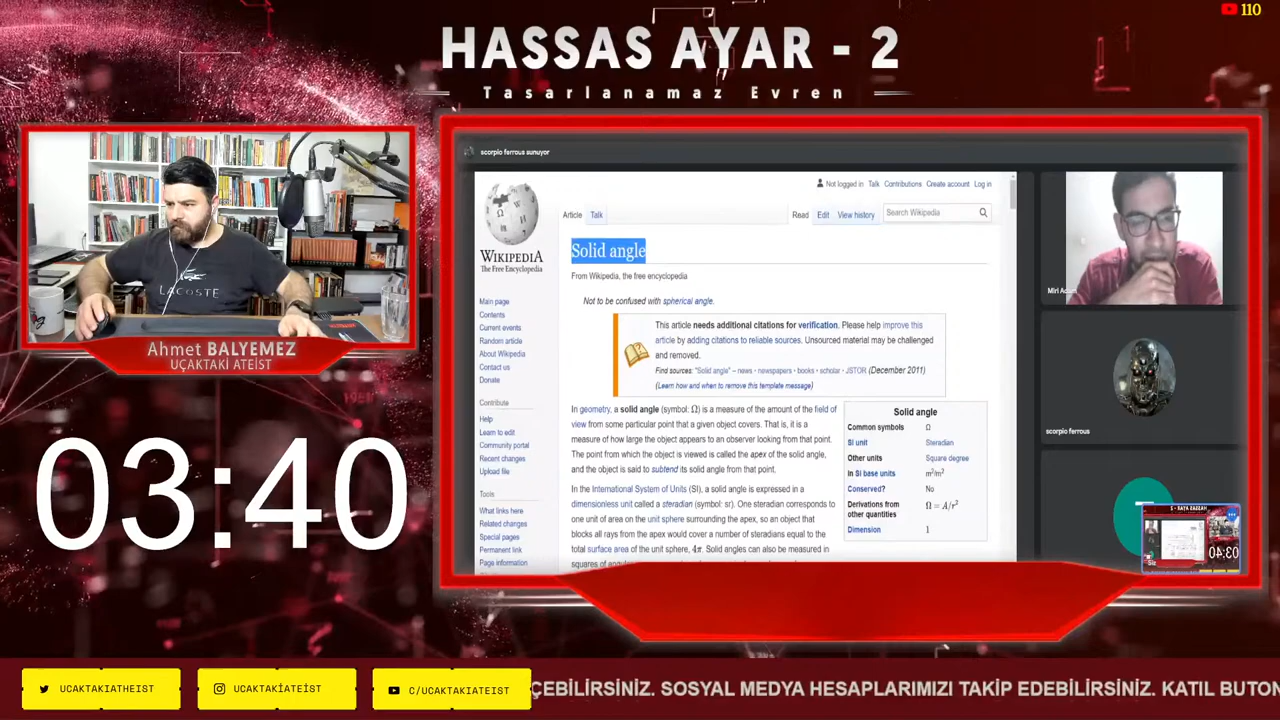 110
HASSAS AYAR - 2
Tasarlanamaz Evren
scorpio ferrous sunuyor
Not logged in Talk Contributions Create account Log in
Article Talk
Read Edit View history Search Wikipedia
WIKIPEDIA
The Free Encyclopedia
Solid angle
From Wikipedia, the free encyclopedia
Not to be confused with spherical angle.
This article needs additional citations for verification. Please help improve this
article by adding citations to reliable sources. Unsourced material may be challenged
and removed.
Find sources: "Solid angle" – news · newspapers · books · scholar · JSTOR (December 2011)
(Learn how and when to remove this template message)
Main page
Contents
Current events
Random article
About Wikipedia
Contact us
Donate
Contribute
Help
Learn to edit
Community portal
Recent changes
Upload file
Tools
What links here
Related changes
Special pages
Permanent link
Page information
In geometry, a solid angle (symbol: Ω) is a measure of the amount of the field of
view from some particular point that a given object covers. That is, it is a
measure of how large the object appears to an observer looking from that point.
The point from which the object is viewed is called the apex of the solid angle,
and the object is said to subtend its solid angle from that point.
In the International System of Units (SI), a solid angle is expressed in a
dimensionless unit called a steradian (symbol: sr). One steradian corresponds to
one unit of area on the unit sphere surrounding the apex, so an object that
blocks all rays from the apex would cover a number of steradians equal to the
total surface area of the unit sphere, 4π. Solid angles can also be measured in
Solid angle
Common symbols Ω
SI unit Steradian
Other units Square degree
In SI base units m²/m²
Conserved? No
Derivations from
other quantities Ω = A/r²
Dimension 1
scorpio ferrous
LACOSTE
Ahmet BALYEMEZ
UÇAKTAKİ ATEİST
03:40
UCAKTAKIATHEIST
UCAKTAKİATEİST
C/UCAKTAKIATEIST
ÇEBİLİRSİNİZ. SOSYAL MEDYA HESAPLARIMIZI TAKİP EDEBİLİRSİNİZ. KATIL BUTON